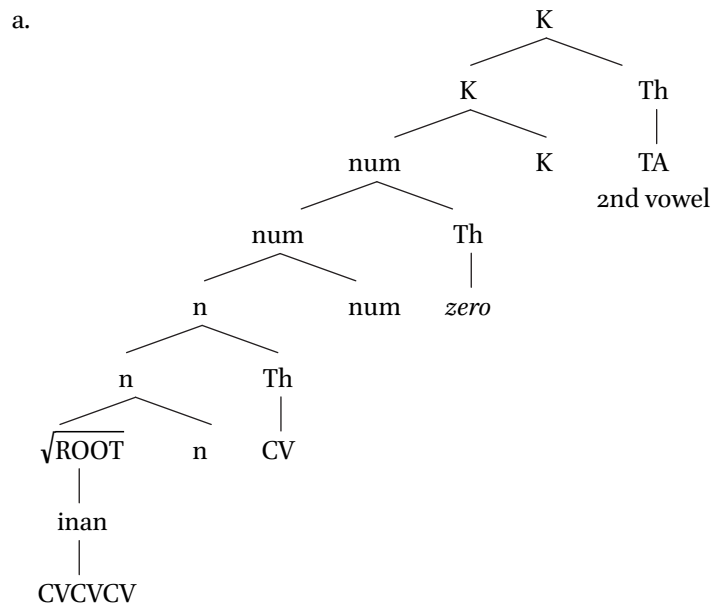 a. K
K Th
num K TA
2nd vowel
num Th
n num zero
n Th
√ROOT n CV
inan
CVCVCV